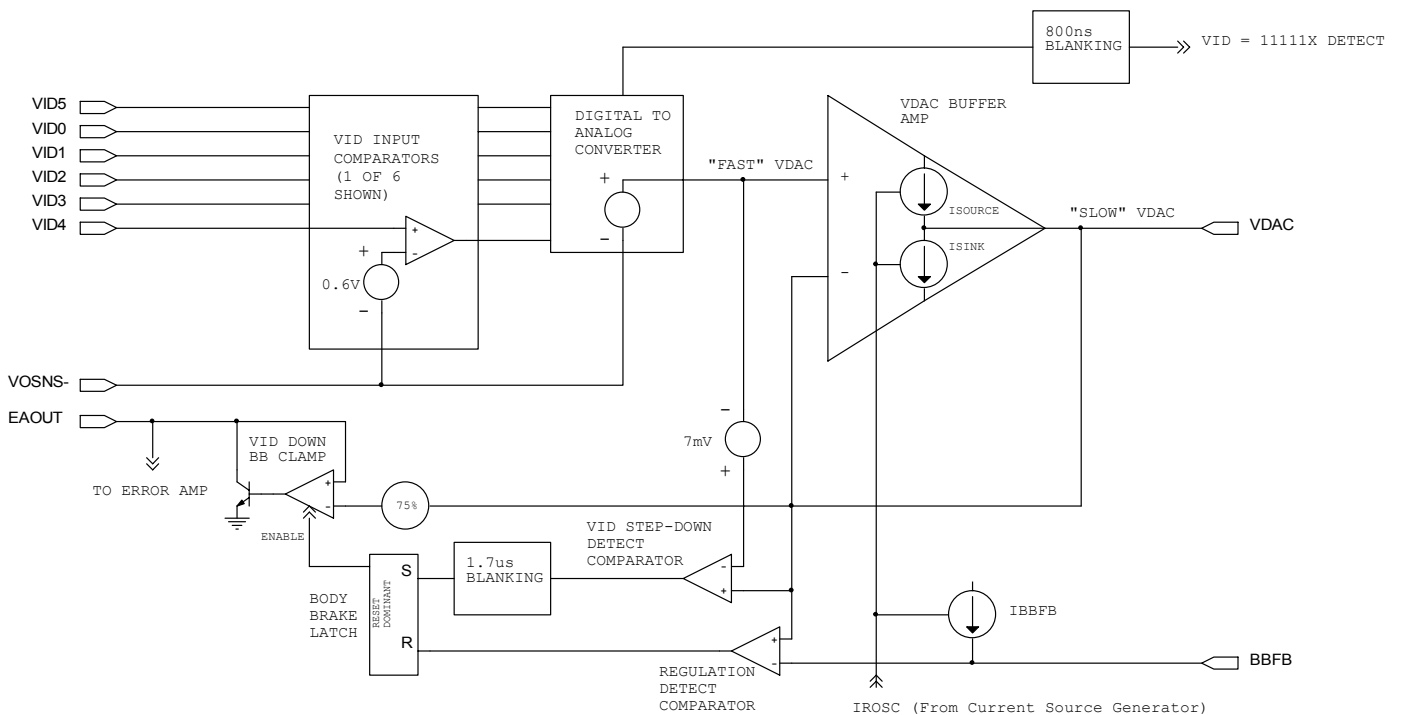 800ns
BLANKING
VID = 11111X DETECT
VID5
VID0
VID1
VID2
VID3
VID4
VID INPUT
COMPARATORS
(1 OF 6
SHOWN)
+
-
+
0.6V
-
DIGITAL TO
ANALOG
CONVERTER
+
-
"FAST" VDAC
VDAC BUFFER
AMP
+
-
ISOURCE
ISINK
"SLOW" VDAC
VDAC
VOSNS-
EAOUT
TO ERROR AMP
VID DOWN
BB CLAMP
+
-
ENABLE
75%
-
7mV
+
VID STEP-DOWN
DETECT
COMPARATOR
-
+
1.7us
BLANKING
BODY
BRAKE
LATCH
RESET
DOMINANT
S
R
REGULATION
DETECT
COMPARATOR
+
-
IBBFB
BBFB
IROSC (From Current Source Generator)